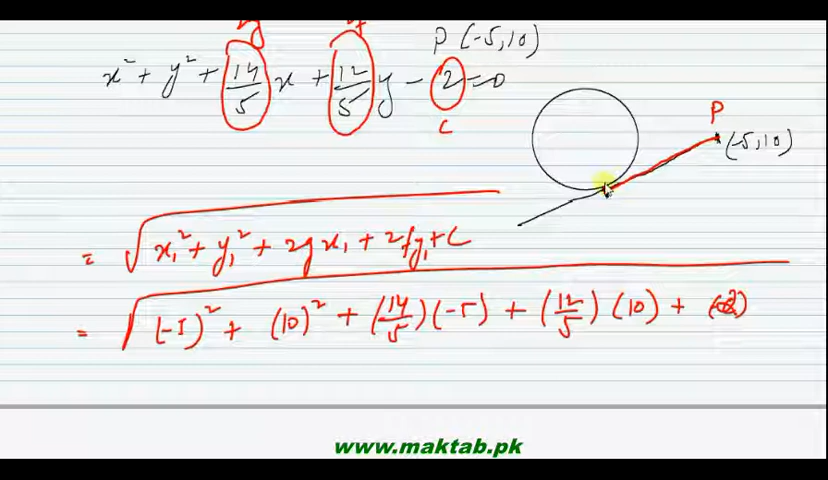 2g
P (-5,10)
x² + y² + 14/5 x + 12/5 y - 2 = 0
C
P
(-5,10)
= √x₁² + y₁² + 2gx₁ + 2fy₁ + C
= √(-5)² + (10)² + (14/5)(-5) + (12/5)(10) + (-2)
www.maktab.pk